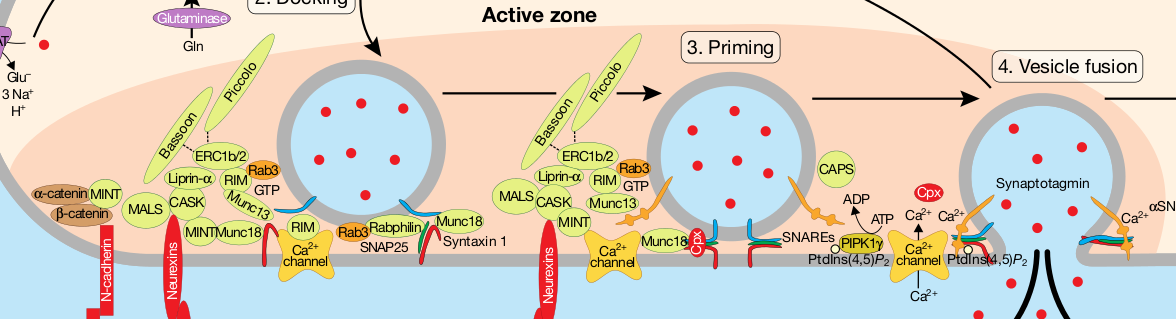 2. Docking
Active zone
Glutaminase
Gln
Glu⁻
3 Na⁺
H⁺
3. Priming
4. Vesicle fusion
Piccolo
Bassoon
ERC1b/2
Liprin-α
RIM
Rab3
GTP
α-catenin
MINT
β-catenin
MALS
CASK
Munc13
MINT
Munc18
RIM
Ca²⁺
channel
Rab3
Rabphilin
SNAP25
Munc18
Syntaxin 1
N-cadherin
Neurexins
Piccolo
Bassoon
ERC1b/2
Liprin-α
RIM
Rab3
GTP
MALS
CASK
Munc13
MINT
Ca²⁺
channel
Munc18
Cpx
SNAREs
Neurexins
CAPS
ADP
ATP
PIPK1γ
PtdIns(4,5)P₂
Cpx
Ca²⁺
Ca²⁺
Ca²⁺
channel
Ca²⁺
PtdIns(4,5)P₂
Synaptotagmin
Ca²⁺
αSN